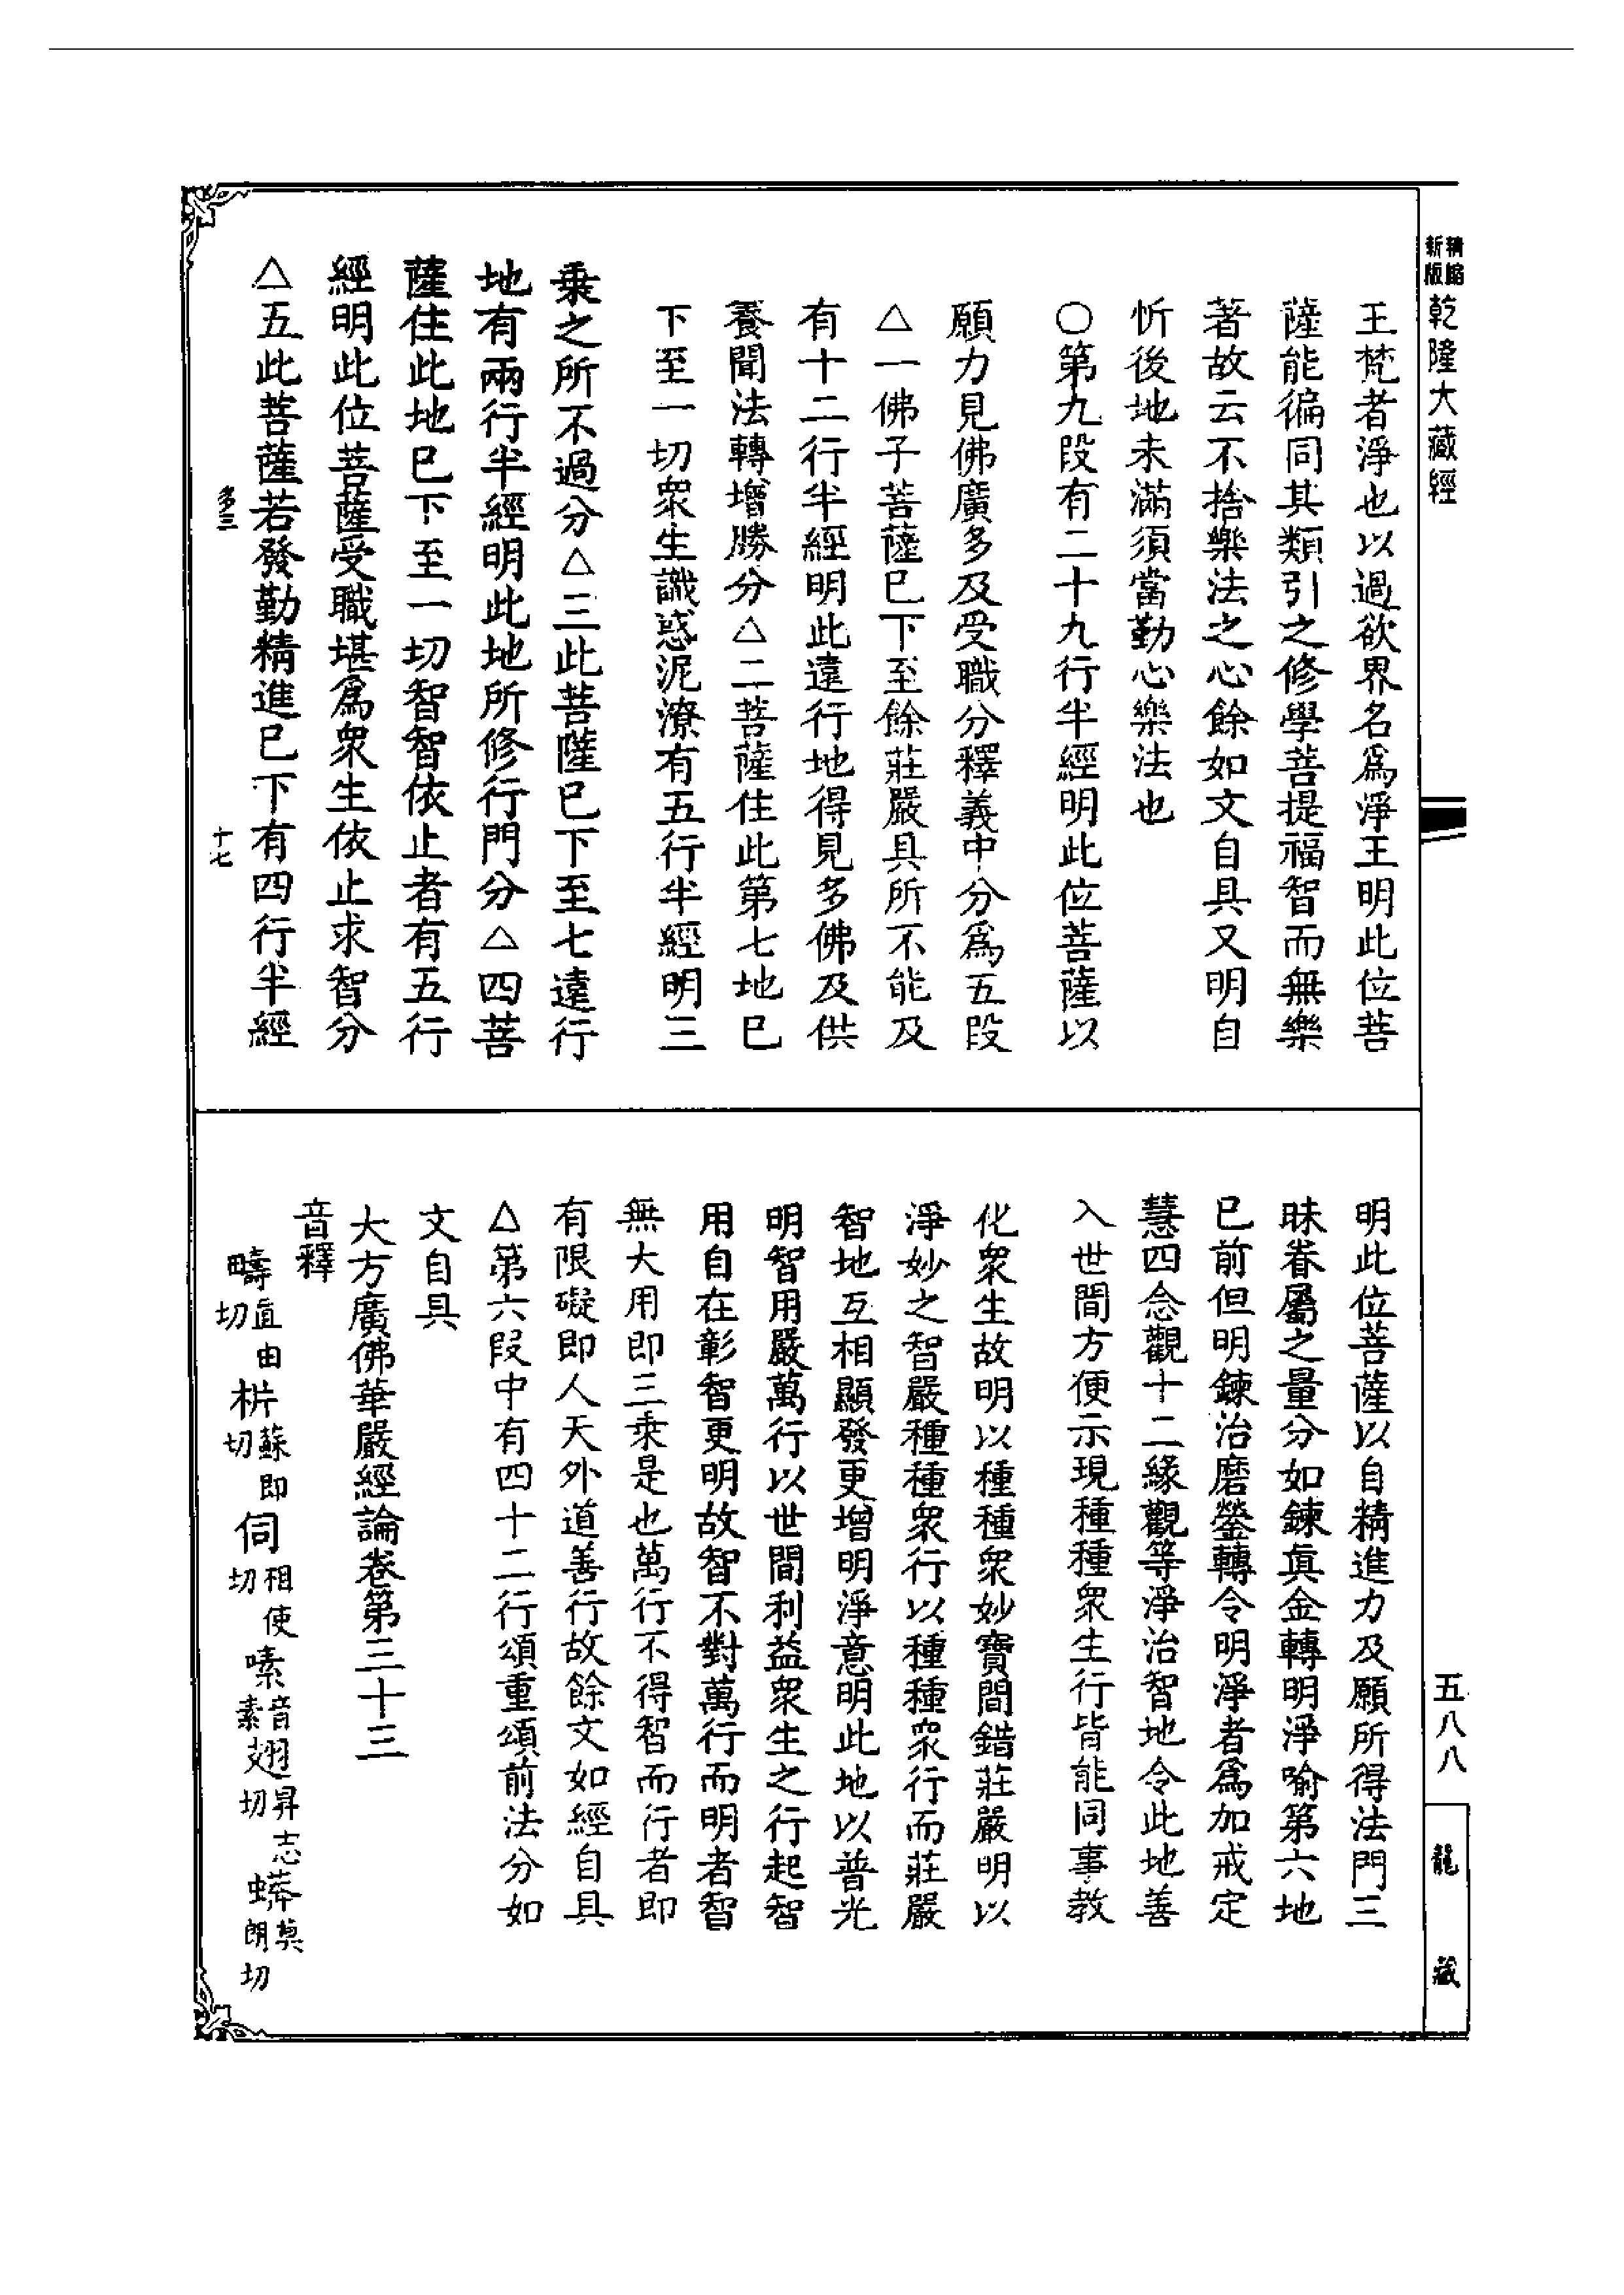 精縮
新版
乾隆大藏經
王梵者淨也以過欲界名爲淨王明此位菩
薩能徧同其類引之修學菩提福智而無樂
著故云不捨樂法之心餘如文自具又明自
忻後地未滿須當勤心樂法也
○第九段有二十九行半經明此位菩薩以
願力見佛廣多及受職分釋義中分爲五段
△一佛子菩薩巳下至餘莊嚴具所不能及
有十二行半經明此遠行地得見多佛及供
養聞法轉增勝分△二菩薩住此第七地巳
下至一切衆生識惑泥潦有五行半經明三
乗之所不過分△三此菩薩巳下至七遠行
地有兩行半經明此地所修行門分△四菩
薩住此地巳下至一切智智依止者有五行
經明此位菩薩受職堪爲衆生依止求智分
△五此菩薩若發勤精進巳下有四行半經
多三
十七
明此位菩薩以自精進力及願所得法門三
昧眷屬之量分如鍊真金轉明淨喻第六地
已前但明鍊治磨瑩轉令明淨者爲加戒定
慧四念觀十二緣觀等淨治智地令此地善
入世間方便示現種種衆生行皆能同事教
化衆生故明以種種衆妙寶間錯莊嚴明以
淨妙之智嚴種種衆行以種種衆行而莊嚴
智地互相顯發更增明淨意明此地以普光
明智用嚴萬行以世間利益衆生之行起智
用自在彰智更明故智不對萬行而明者智
無大用即三乘是也萬行不得智而行者即
有限礙即人天外道善行故餘文如經自具
△第六段中有四十二行頌重頌前法分如
文自具
大方廣佛華嚴經論卷第三十三
音釋
疇直由切 枿蘇即切 伺相使切 嗉音素 翅昇志切 蟒莫朗切
五八八
龍藏